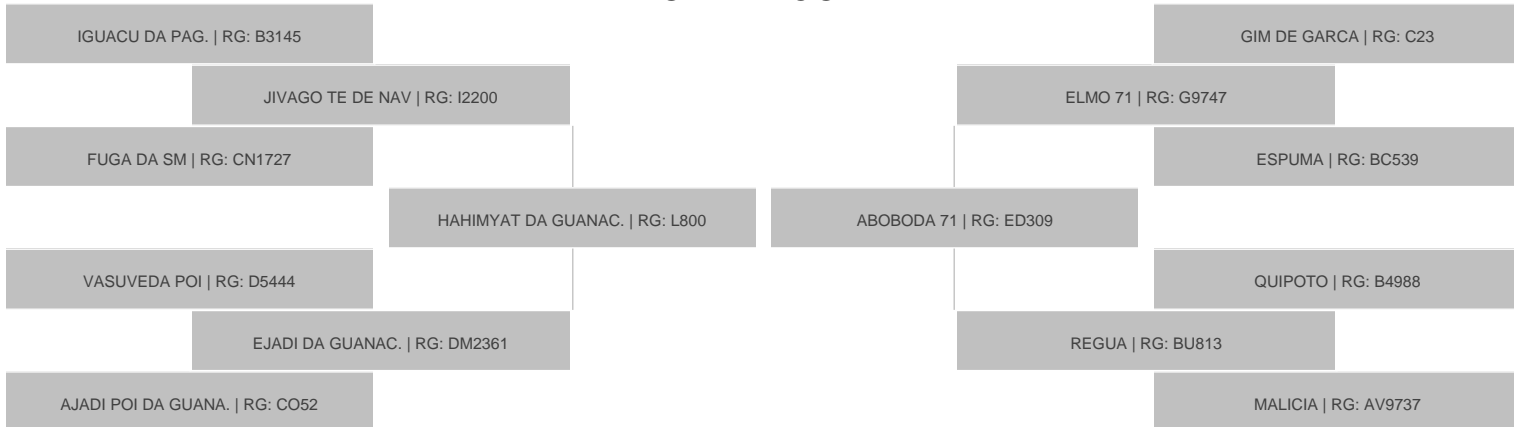 IGUACU DA PAG. | RG: B3145
GIM DE GARCA | RG: C23
JIVAGO TE DE NAV | RG: I2200
ELMO 71 | RG: G9747
FUGA DA SM | RG: CN1727
ESPUMA | RG: BC539
HAHIMYAT DA GUANAC. | RG: L800
ABOBODA 71 | RG: ED309
VASUVEDA POI | RG: D5444
QUIPOTO | RG: B4988
EJADI DA GUANAC. | RG: DM2361
REGUA | RG: BU813
AJADI POI DA GUANA. | RG: CO52
MALICIA | RG: AV9737